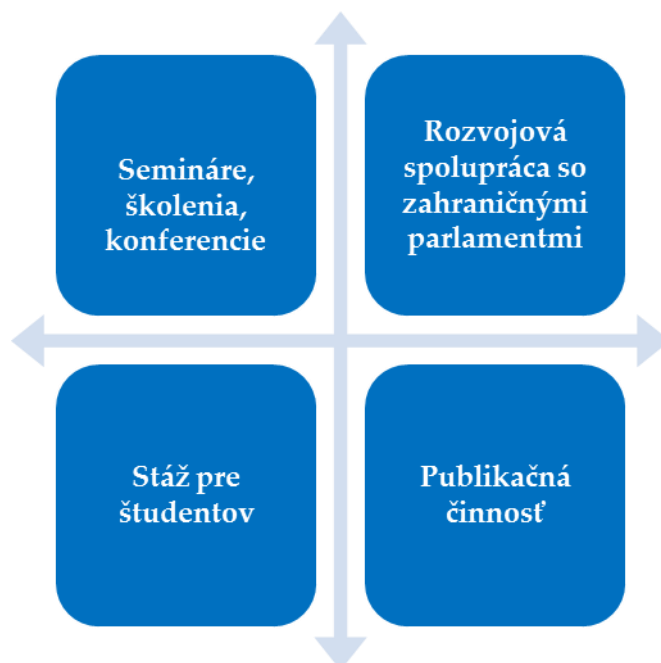 Semináre,
školenia,
konferencie
Rozvojová
spolupráca so
zahraničnými
parlamentmi
Stáž pre
študentov
Publikačná
činnosť